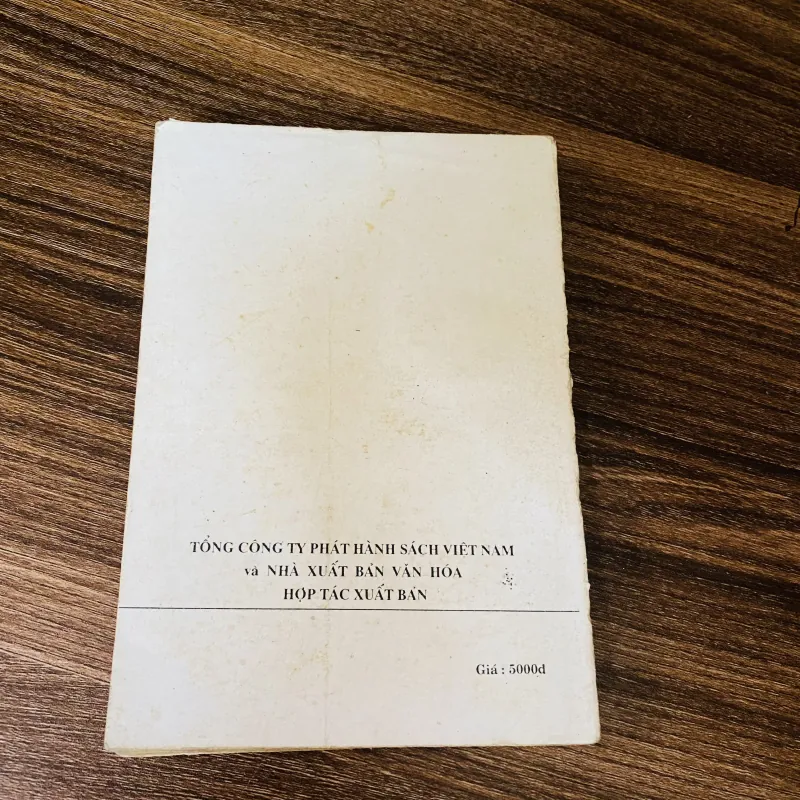 TỔNG CÔNG TY PHÁT HÀNH SÁCH VIỆT NAM
và NHÀ XUẤT BẢN VĂN HÓA
HỢP TÁC XUẤT BẢN
Giá : 5000đ